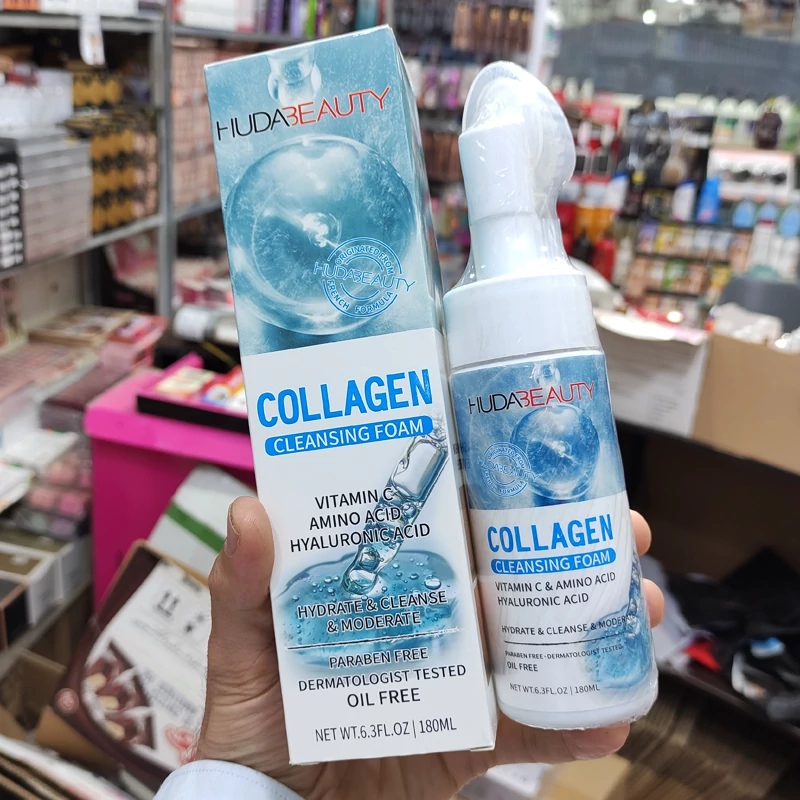 HUDABEAUTY
ORIGINATED FROM
HUDABEAUTY
FRENCH FORMULA
COLLAGEN
CLEANSING FOAM
VITAMIN C
AMINO ACID
HYALURONIC ACID
HYDRATE & CLEANSE
& MODERATE
PARABEN FREE
DERMATOLOGIST TESTED
OIL FREE
NET WT.6.3FL.OZ | 180ML
HUDABEAUTY
COLLAGEN
CLEANSING FOAM
VITAMIN C & AMINO ACID
HYALURONIC ACID
HYDRATE & CLEANSE &
PARABEN FREE · DERMATOLOGIST TESTED
OIL FREE
NET WT.6.3FL.OZ | 180ML